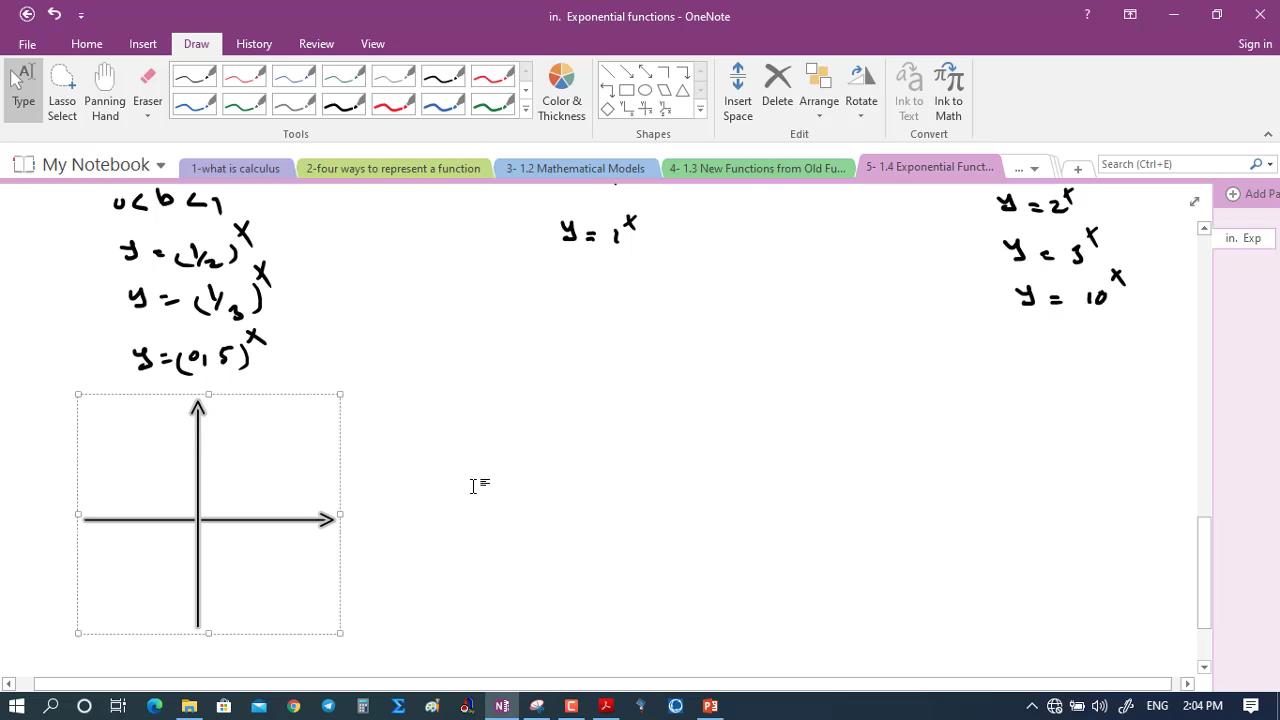 in. Exponential functions - OneNote
File Home Insert Draw History Review View Sign in
Type
Lasso Select
Panning Hand
Eraser
Color & Thickness
Insert Space
Delete
Arrange
Rotate
Ink to Text
Ink to Math
Tools Shapes Edit Convert
My Notebook 1-what is calculus 2-four ways to represent a function 3- 1.2 Mathematical Models 4- 1.3 New Functions from Old Fu... 5- 1.4 Exponential Funct... ... Search (Ctrl+E)
Add Pa
in. Exp
0 < b < 1
y = (1/2)^x
y = (1/3)^x
y = (0,5)^x
y = 1^x
y = 2^x
y = 3^x
y = 10^x
ENG 2:04 PM